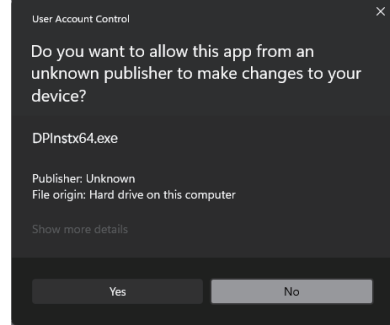 User Account Control
Do you want to allow this app from an
unknown publisher to make changes to your
device?
DPInstx64.exe
Publisher: Unknown
File origin: Hard drive on this computer
Show more details
Yes
No